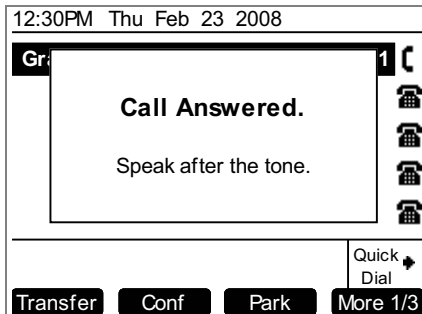 12:30PM Thu Feb 23 2008
Gr 1
Call Answered.
Speak after the tone.
Quick
Dial
Transfer Conf Park More 1/3